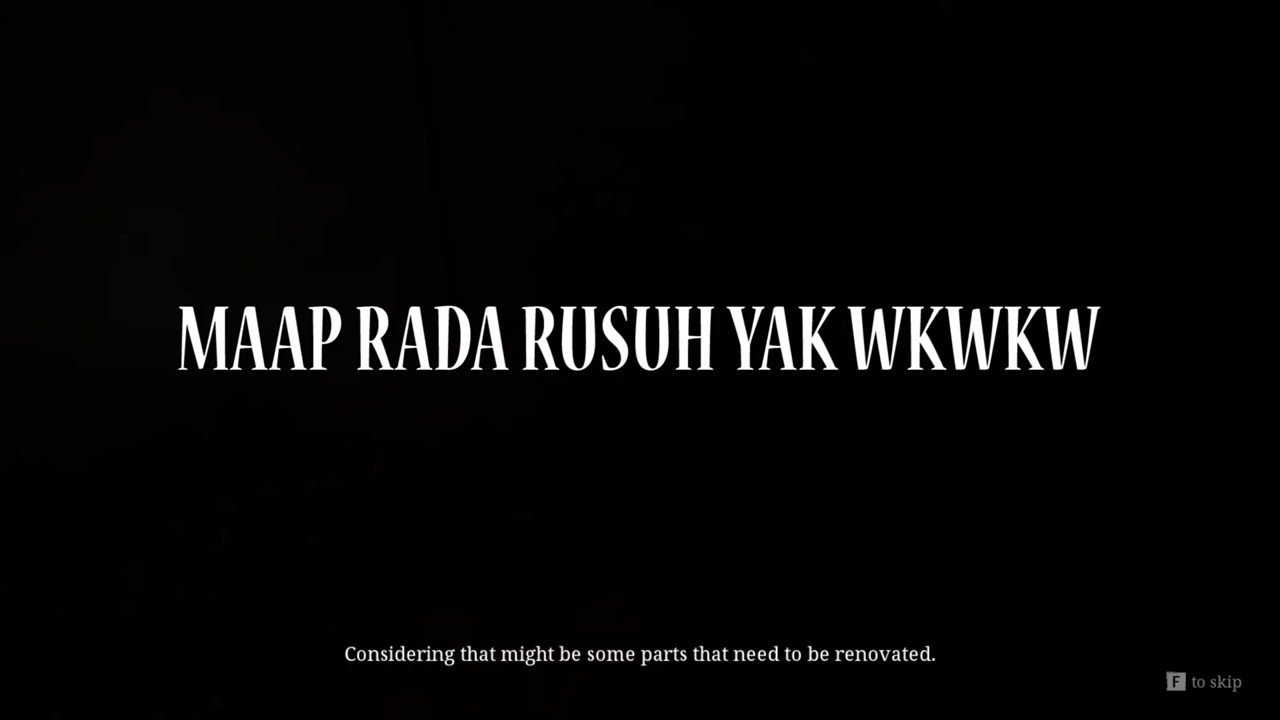 MAAP RADA RUSUH YAK WKWKW
Considering that might be some parts that need to be renovated.
F to skip